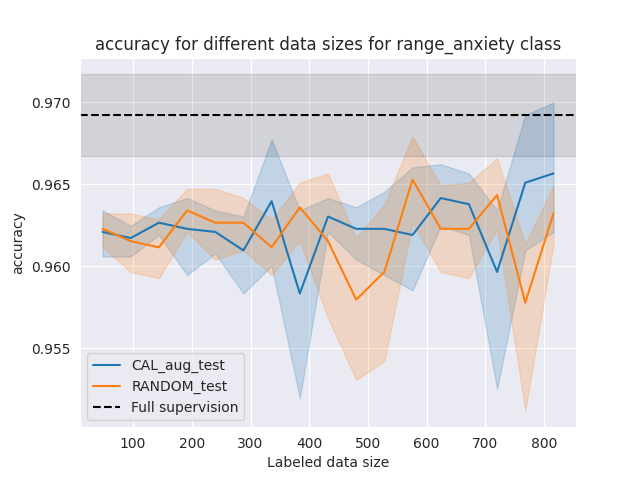 accuracy for different data sizes for range_anxiety class
0.970
0.965
0.960
0.955
accuracy
CAL_aug_test
RANDOM_test
Full supervision
100 200 300 400 500 600 700 800
Labeled data size